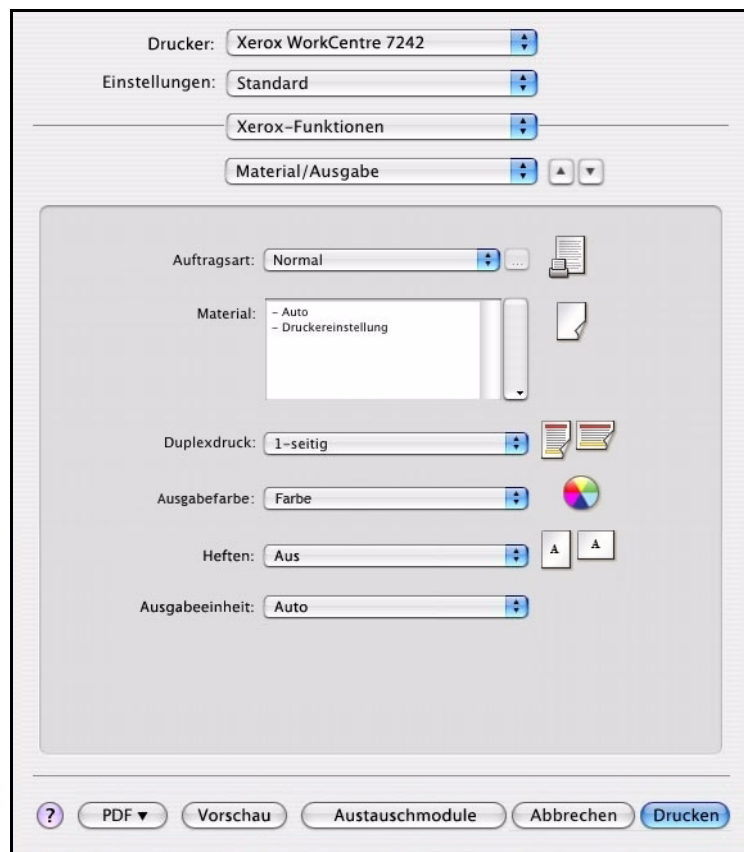 Drucker: Xerox WorkCentre 7242
Einstellungen: Standard
Xerox-Funktionen
Material/Ausgabe
Auftragsart: Normal ...
Material: - Auto
- Druckereinstellung
Duplexdruck: 1-seitig
Ausgabefarbe: Farbe
Heften: Aus A A
Ausgabeeinheit: Auto
? PDF ▼ Vorschau Austauschmodule Abbrechen Drucken